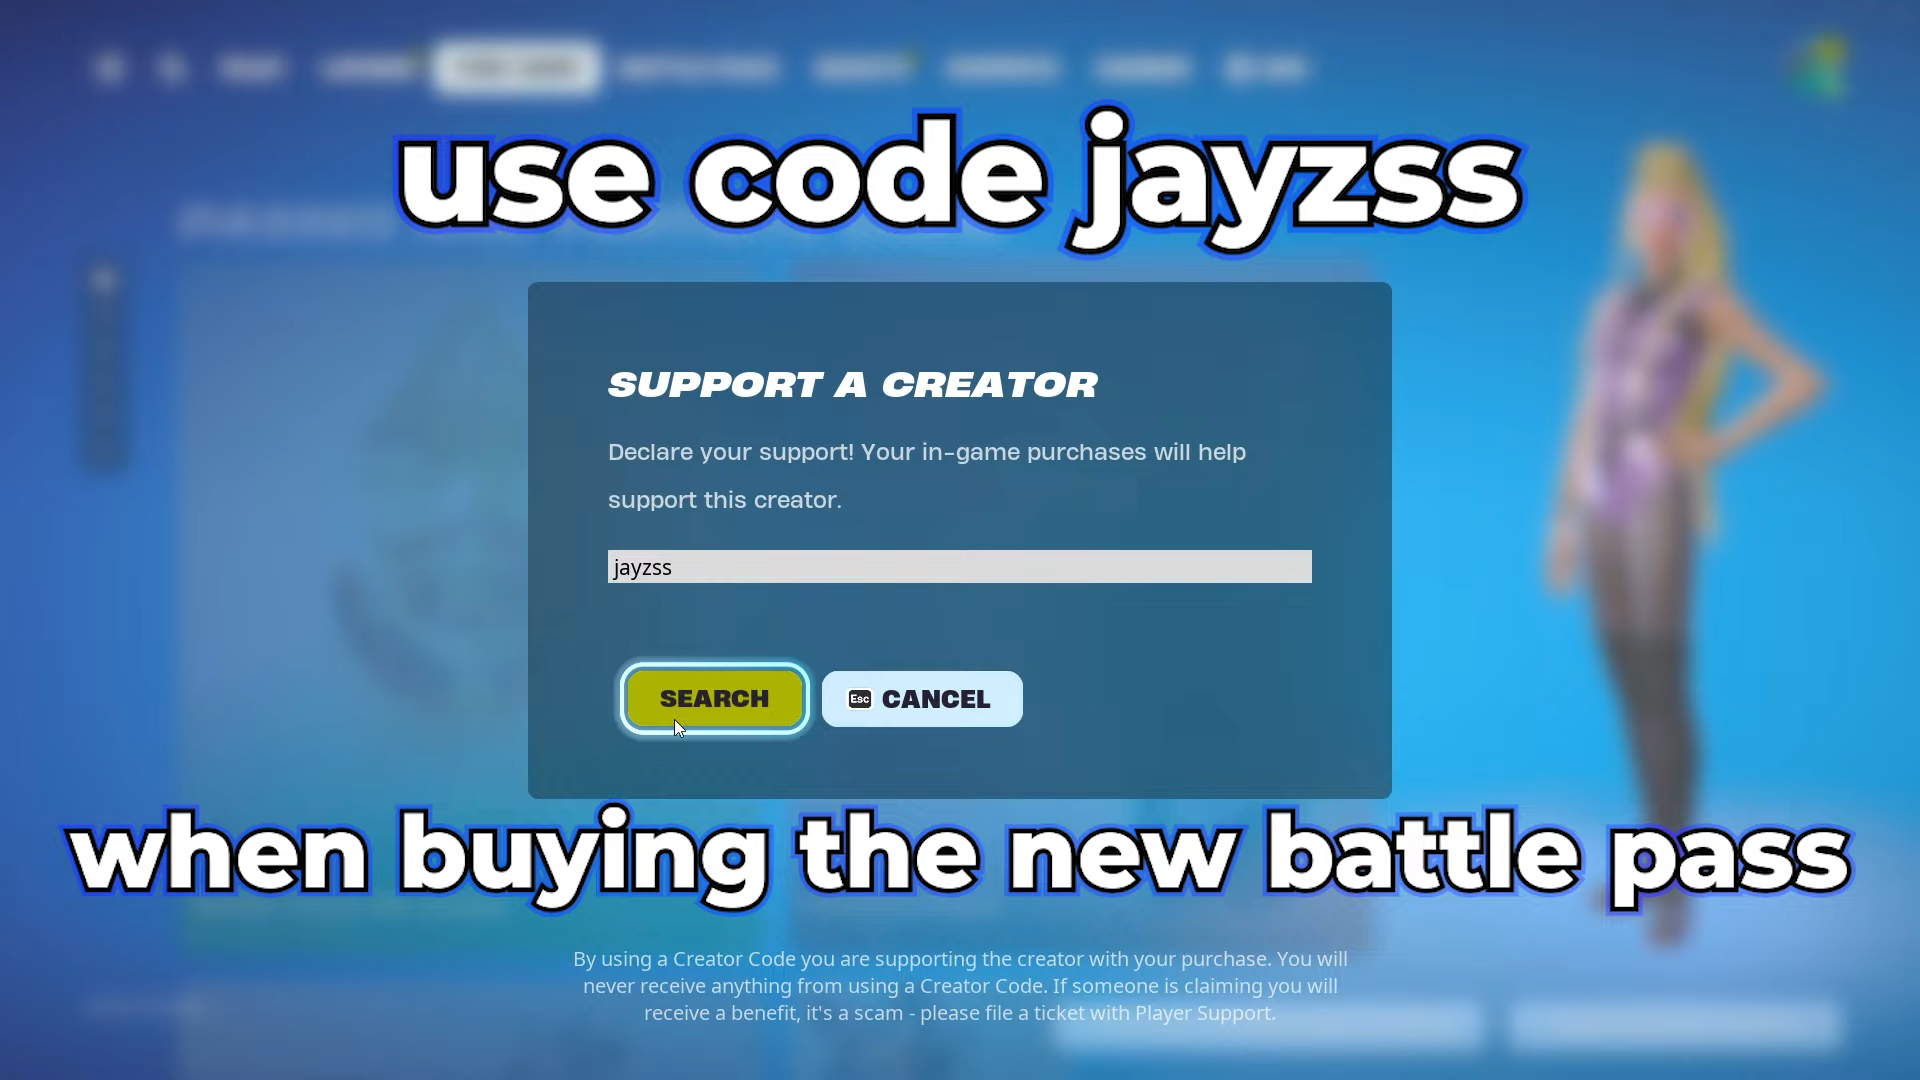 use code jayzss
SUPPORT A CREATOR
Declare your support! Your in-game purchases will help
support this creator.
jayzss
SEARCH
Esc CANCEL
when buying the new battle pass
By using a Creator Code you are supporting the creator with your purchase. You will
never receive anything from using a Creator Code. If someone is claiming you will
receive a benefit, it's a scam - please file a ticket with Player Support.